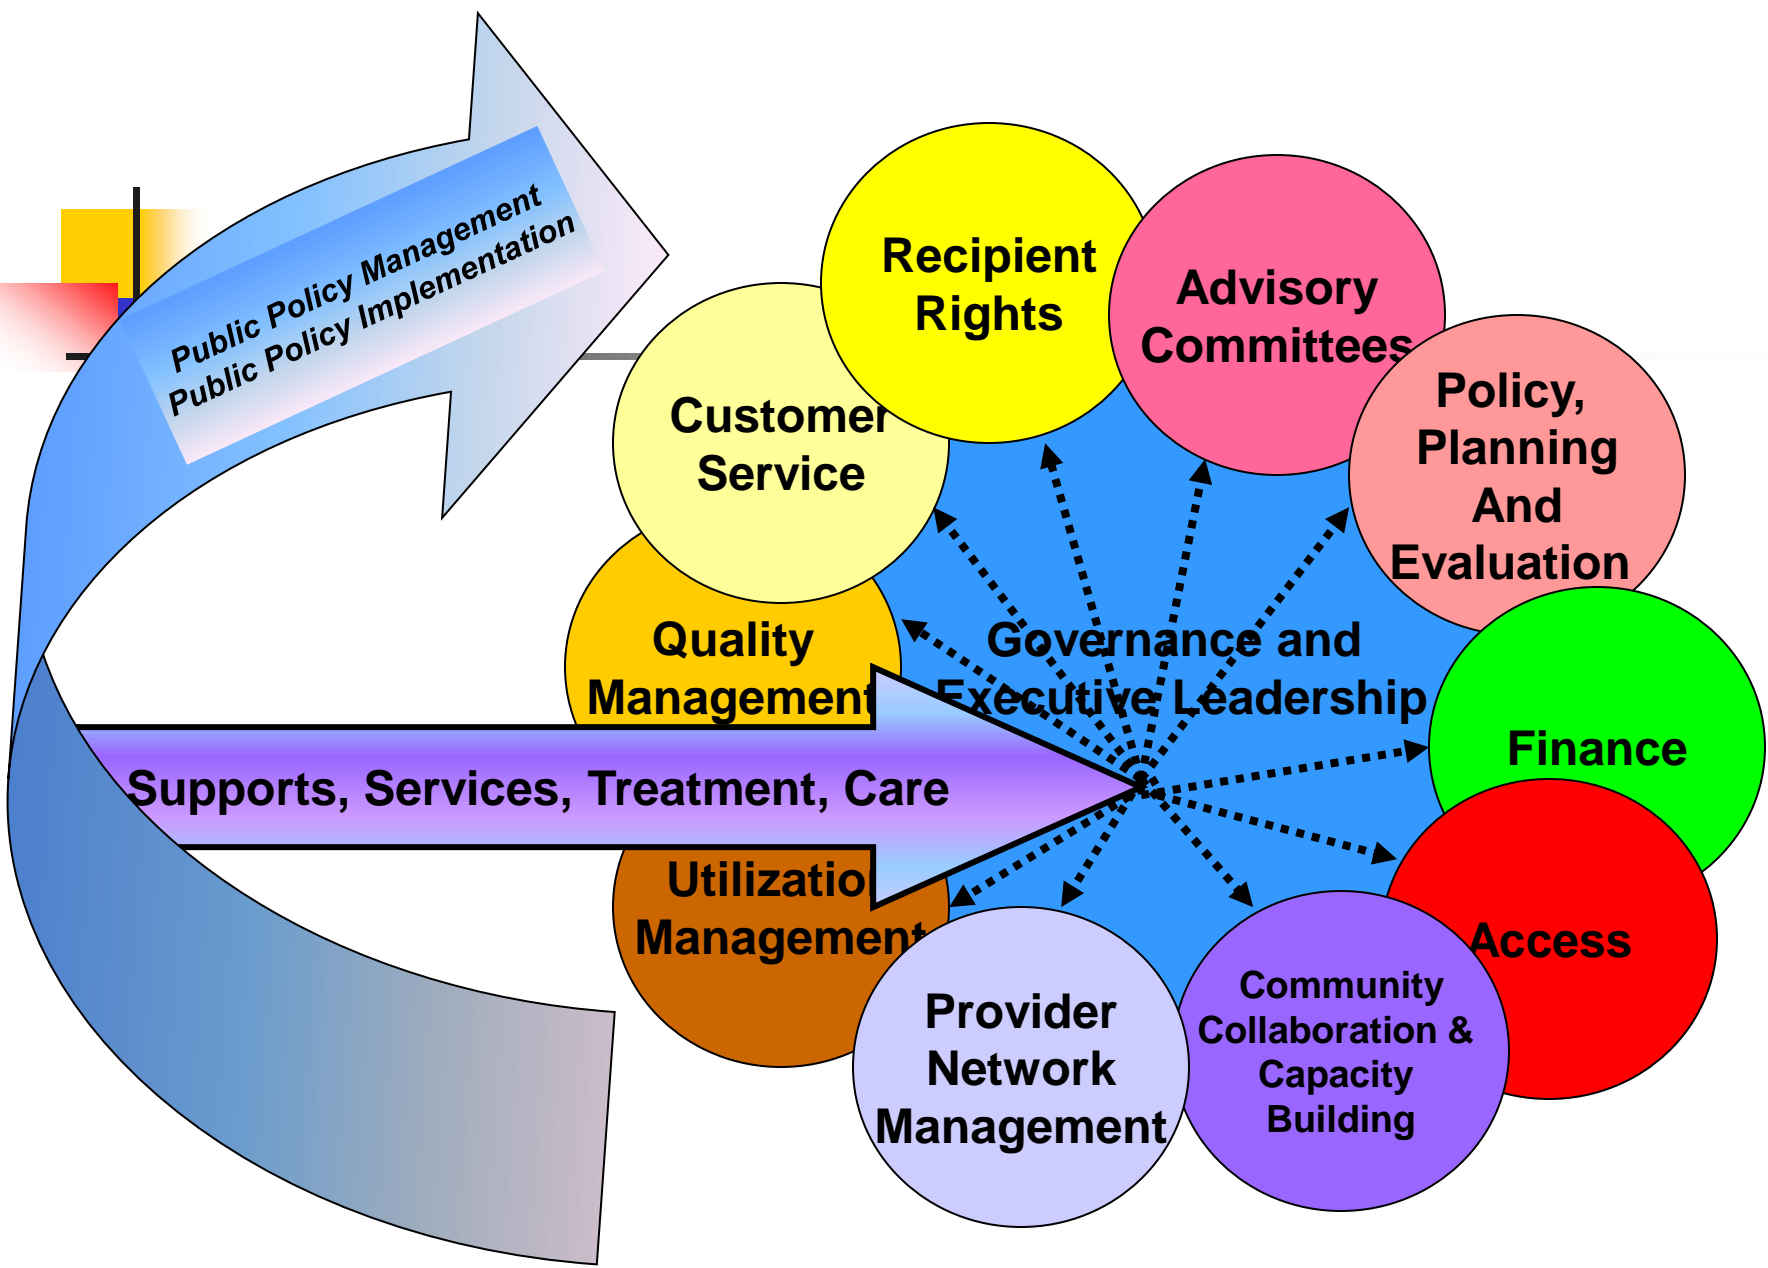 Public Policy Management
Public Policy Implementation
Recipient
Rights
Advisory
Committees
Policy,
Planning
And
Evaluation
Customer
Service
Quality
Management
Governance and
Executive Leadership
Finance
Supports, Services, Treatment, Care
Utilization
Management
Access
Provider
Network
Management
Community
Collaboration &
Capacity
Building